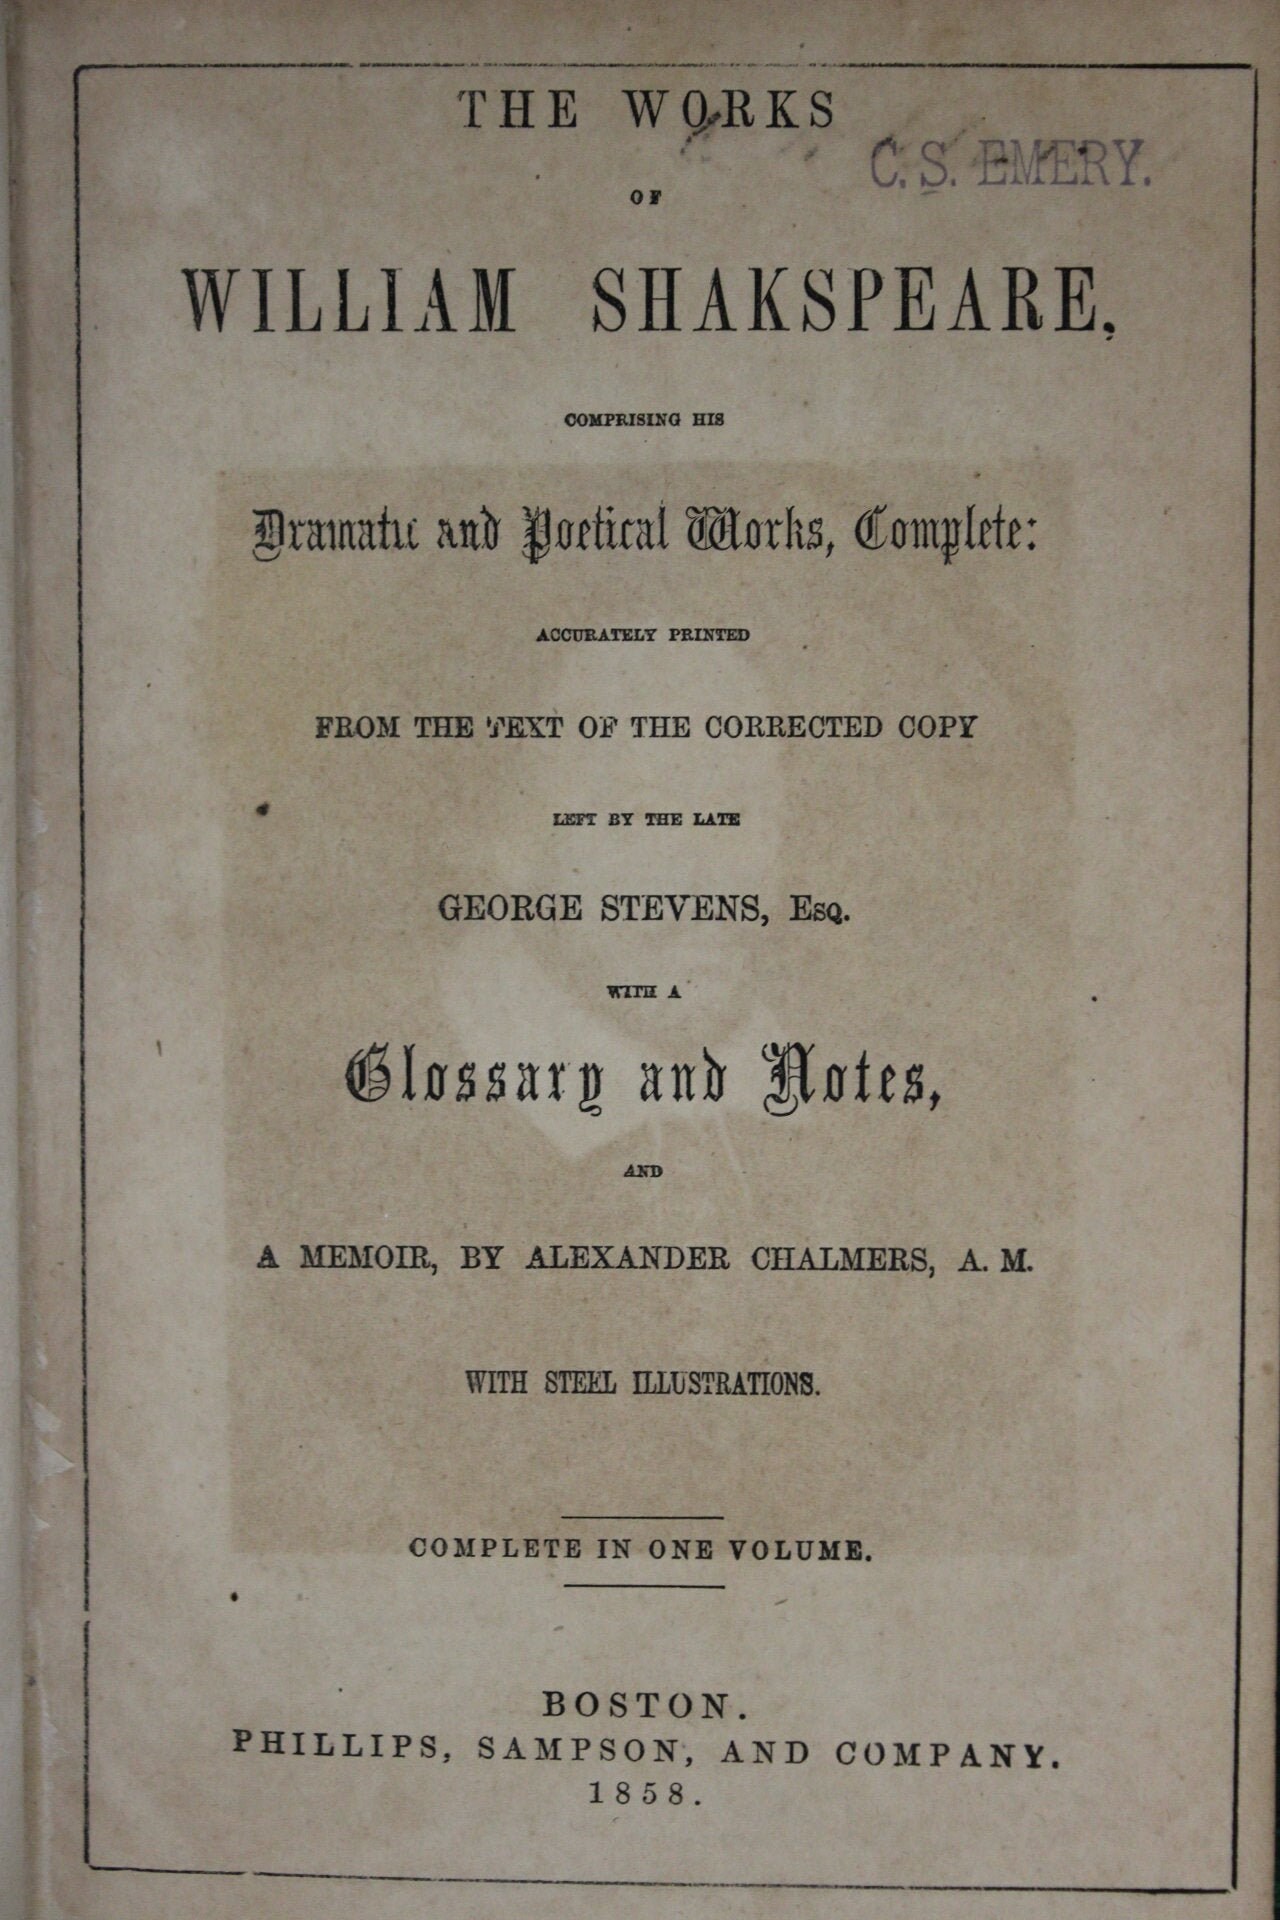 THE WORKS
C. S. EMERY.
OF
WILLIAM SHAKSPEARE,
COMPRISING HIS
Dramatic and Poetical Works, Complete:
ACCURATELY PRINTED
FROM THE TEXT OF THE CORRECTED COPY
LEFT BY THE LATE
GEORGE STEVENS, Esq.
WITH A
Glossary and Notes,
AND
A MEMOIR, BY ALEXANDER CHALMERS, A. M.
WITH STEEL ILLUSTRATIONS.
COMPLETE IN ONE VOLUME.
BOSTON.
PHILLIPS, SAMPSON, AND COMPANY.
1858.